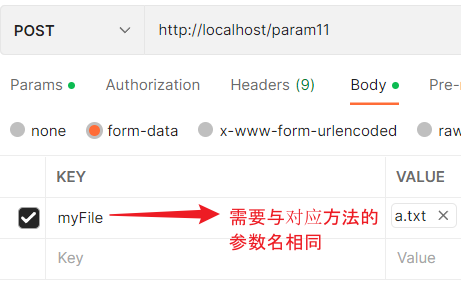 POST http://localhost/param11
Params Authorization Headers (9) Body Pre-r
none form-data x-www-form-urlencoded raw
KEY VALUE
myFile 需要与对应方法的 a.txt
参数名相同
Key Value